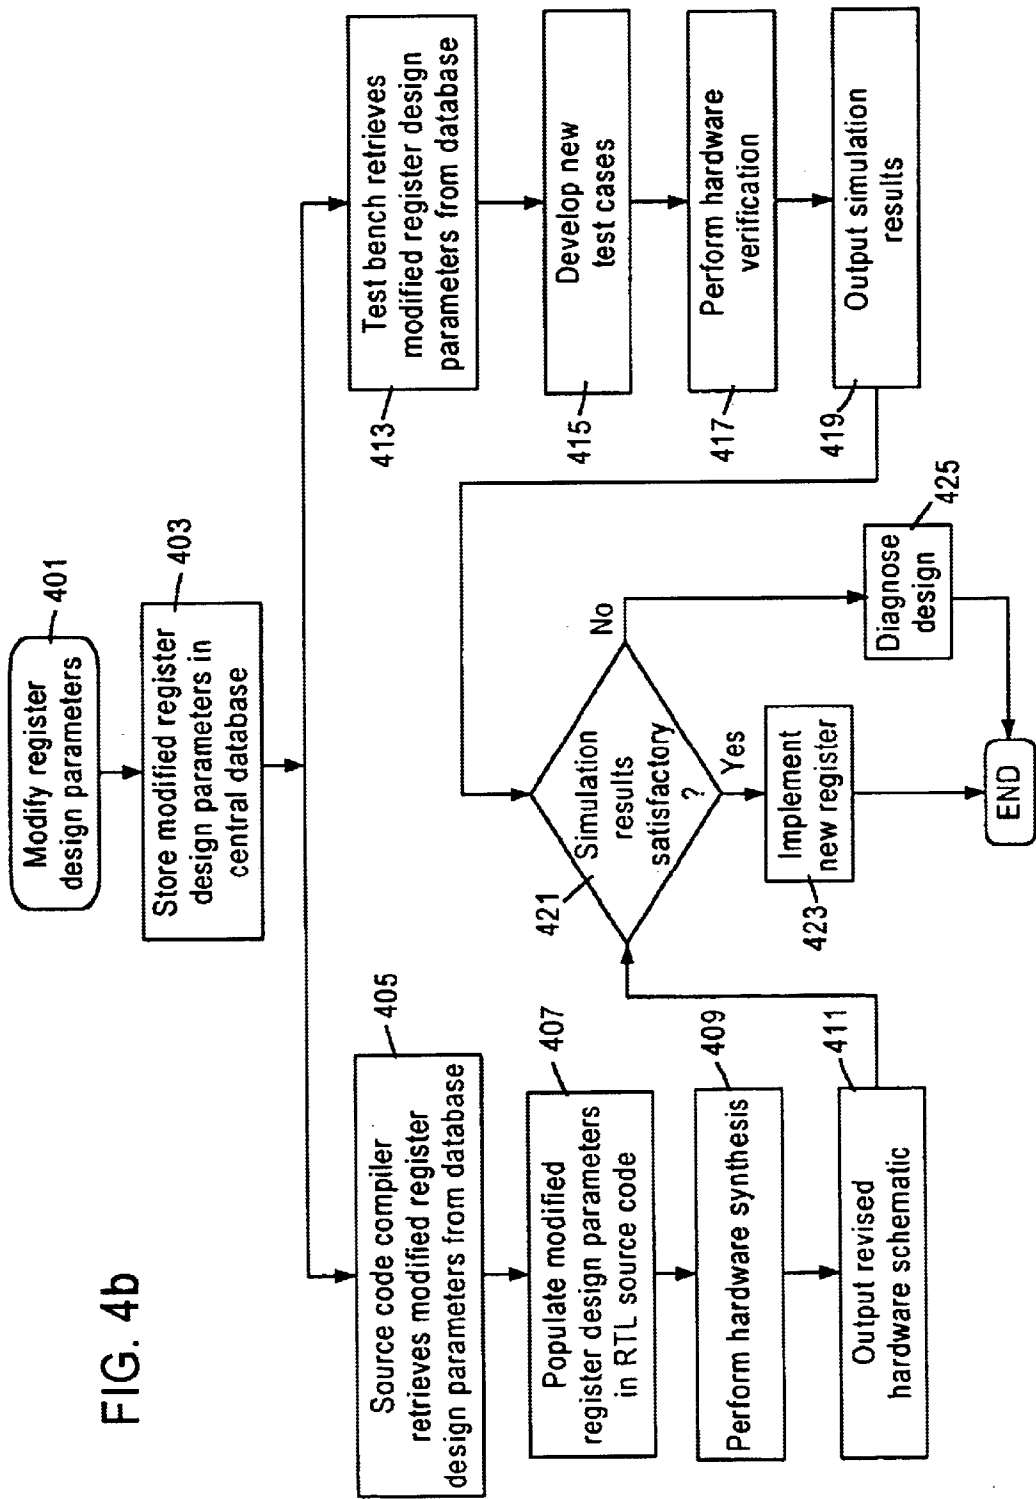 FIG. 4b
401
Modify register
design parameters
403
Store modified register
design parameters in
central database
405
Source code compiler
retrieves modified register
design parameters from database
407
Populate modified
register design parameters
in RTL source code
409
Perform hardware synthesis
411
Output revised
hardware schematic
413
Test bench retrieves
modified register design
parameters from database
415
Develop new
test cases
417
Perform hardware
verification
419
Output simulation
results
421
Simulation
results
satisfactory
?
Yes
No
423
Implement
new register
425
Diagnose
design
END